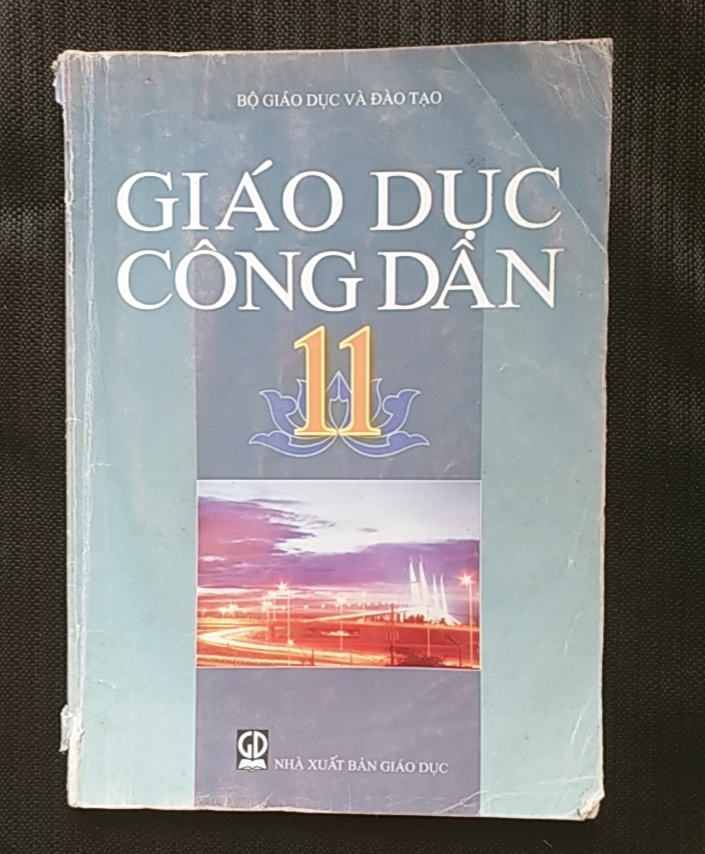 BỘ GIÁO DỤC VÀ ĐÀO TẠO
GIÁO DỤC
CÔNG DÂN
11
GD
NHÀ XUẤT BẢN GIÁO DỤC